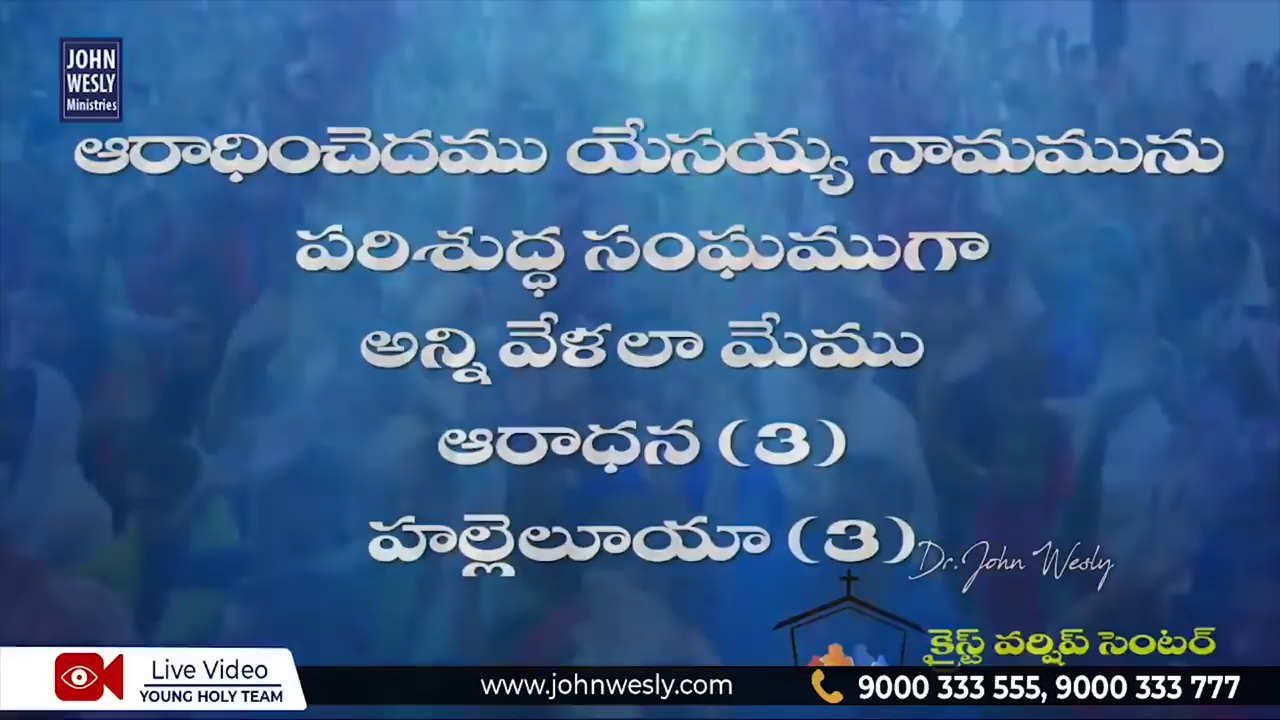 JOHN
WESLY
Ministries
ఆరాధించెదము యేసయ్య నామమును
పరిశుద్ధ సంఘముగా
అన్ని వేళలా మేము
ఆరాధన (3)
హల్లెలూయా (3)
Dr. John Wesly
క్రైస్ట్ వర్షిప్ సెంటర్
Live Video
YOUNG HOLY TEAM
www.johnwesly.com
9000 333 555, 9000 333 777